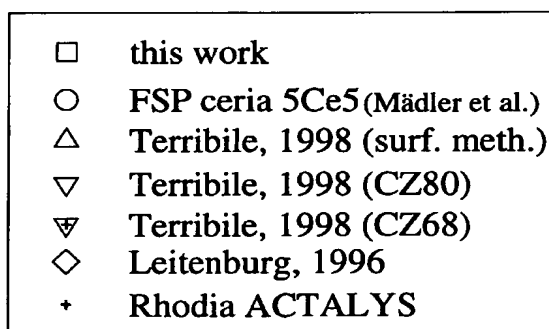 this work
FSP ceria 5Ce5 (Mädler et al.)
Terribile, 1998 (surf. meth.)
Terribile, 1998 (CZ80)
Terribile, 1998 (CZ68)
Leitenburg, 1996
Rhodia ACTALYS